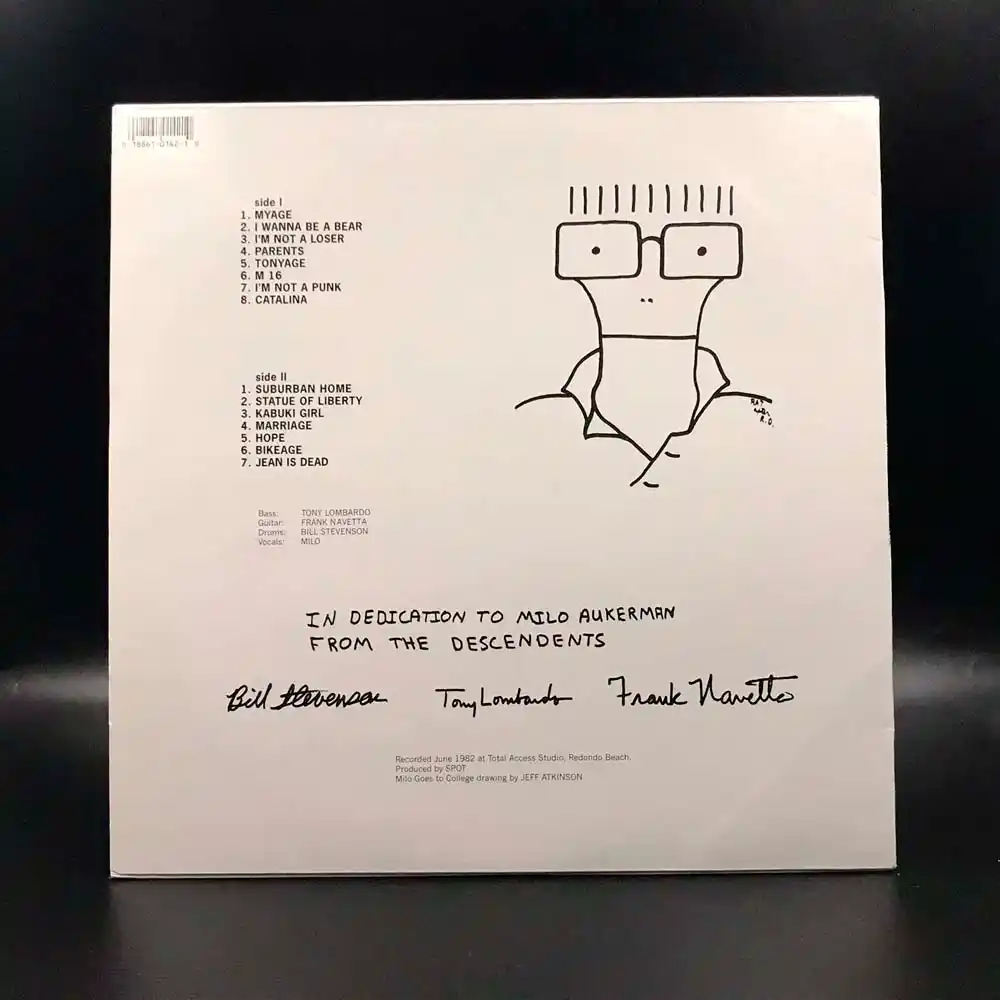 side I
1. MYAGE
2. I WANNA BE A BEAR
3. I'M NOT A LOSER
4. PARENTS
5. TONYAGE
6. M 16
7. I'M NOT A PUNK
8. CATALINA
side II
1. SUBURBAN HOME
2. STATUE OF LIBERTY
3. KABUKI GIRL
4. MARRIAGE
5. HOPE
6. BIKEAGE
7. JEAN IS DEAD
Bass: TONY LOMBARDO
Guitar: FRANK NAVETTA
Drums: BILL STEVENSON
Vocals: MILO
IN DEDICATION TO MILO AUKERMAN
FROM THE DESCENDENTS
Bill Stevenson Tony Lombardo Frank Navetta
Recorded June 1982 at Total Access Studio, Redondo Beach.
Produced by SPOT
Milo Goes to College drawing by JEFF ATKINSON